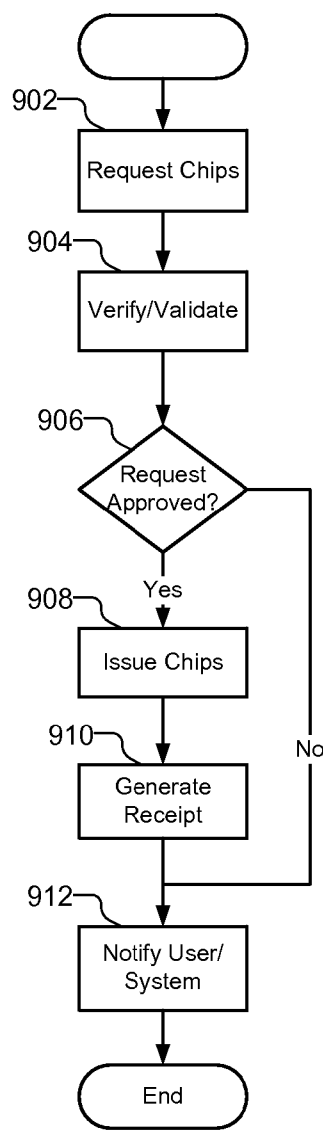 902
Request Chips
904
Verify/Validate
906
Request
Approved?
Yes
908
Issue Chips
910
No
Generate
Receipt
912
Notify User/
System
End